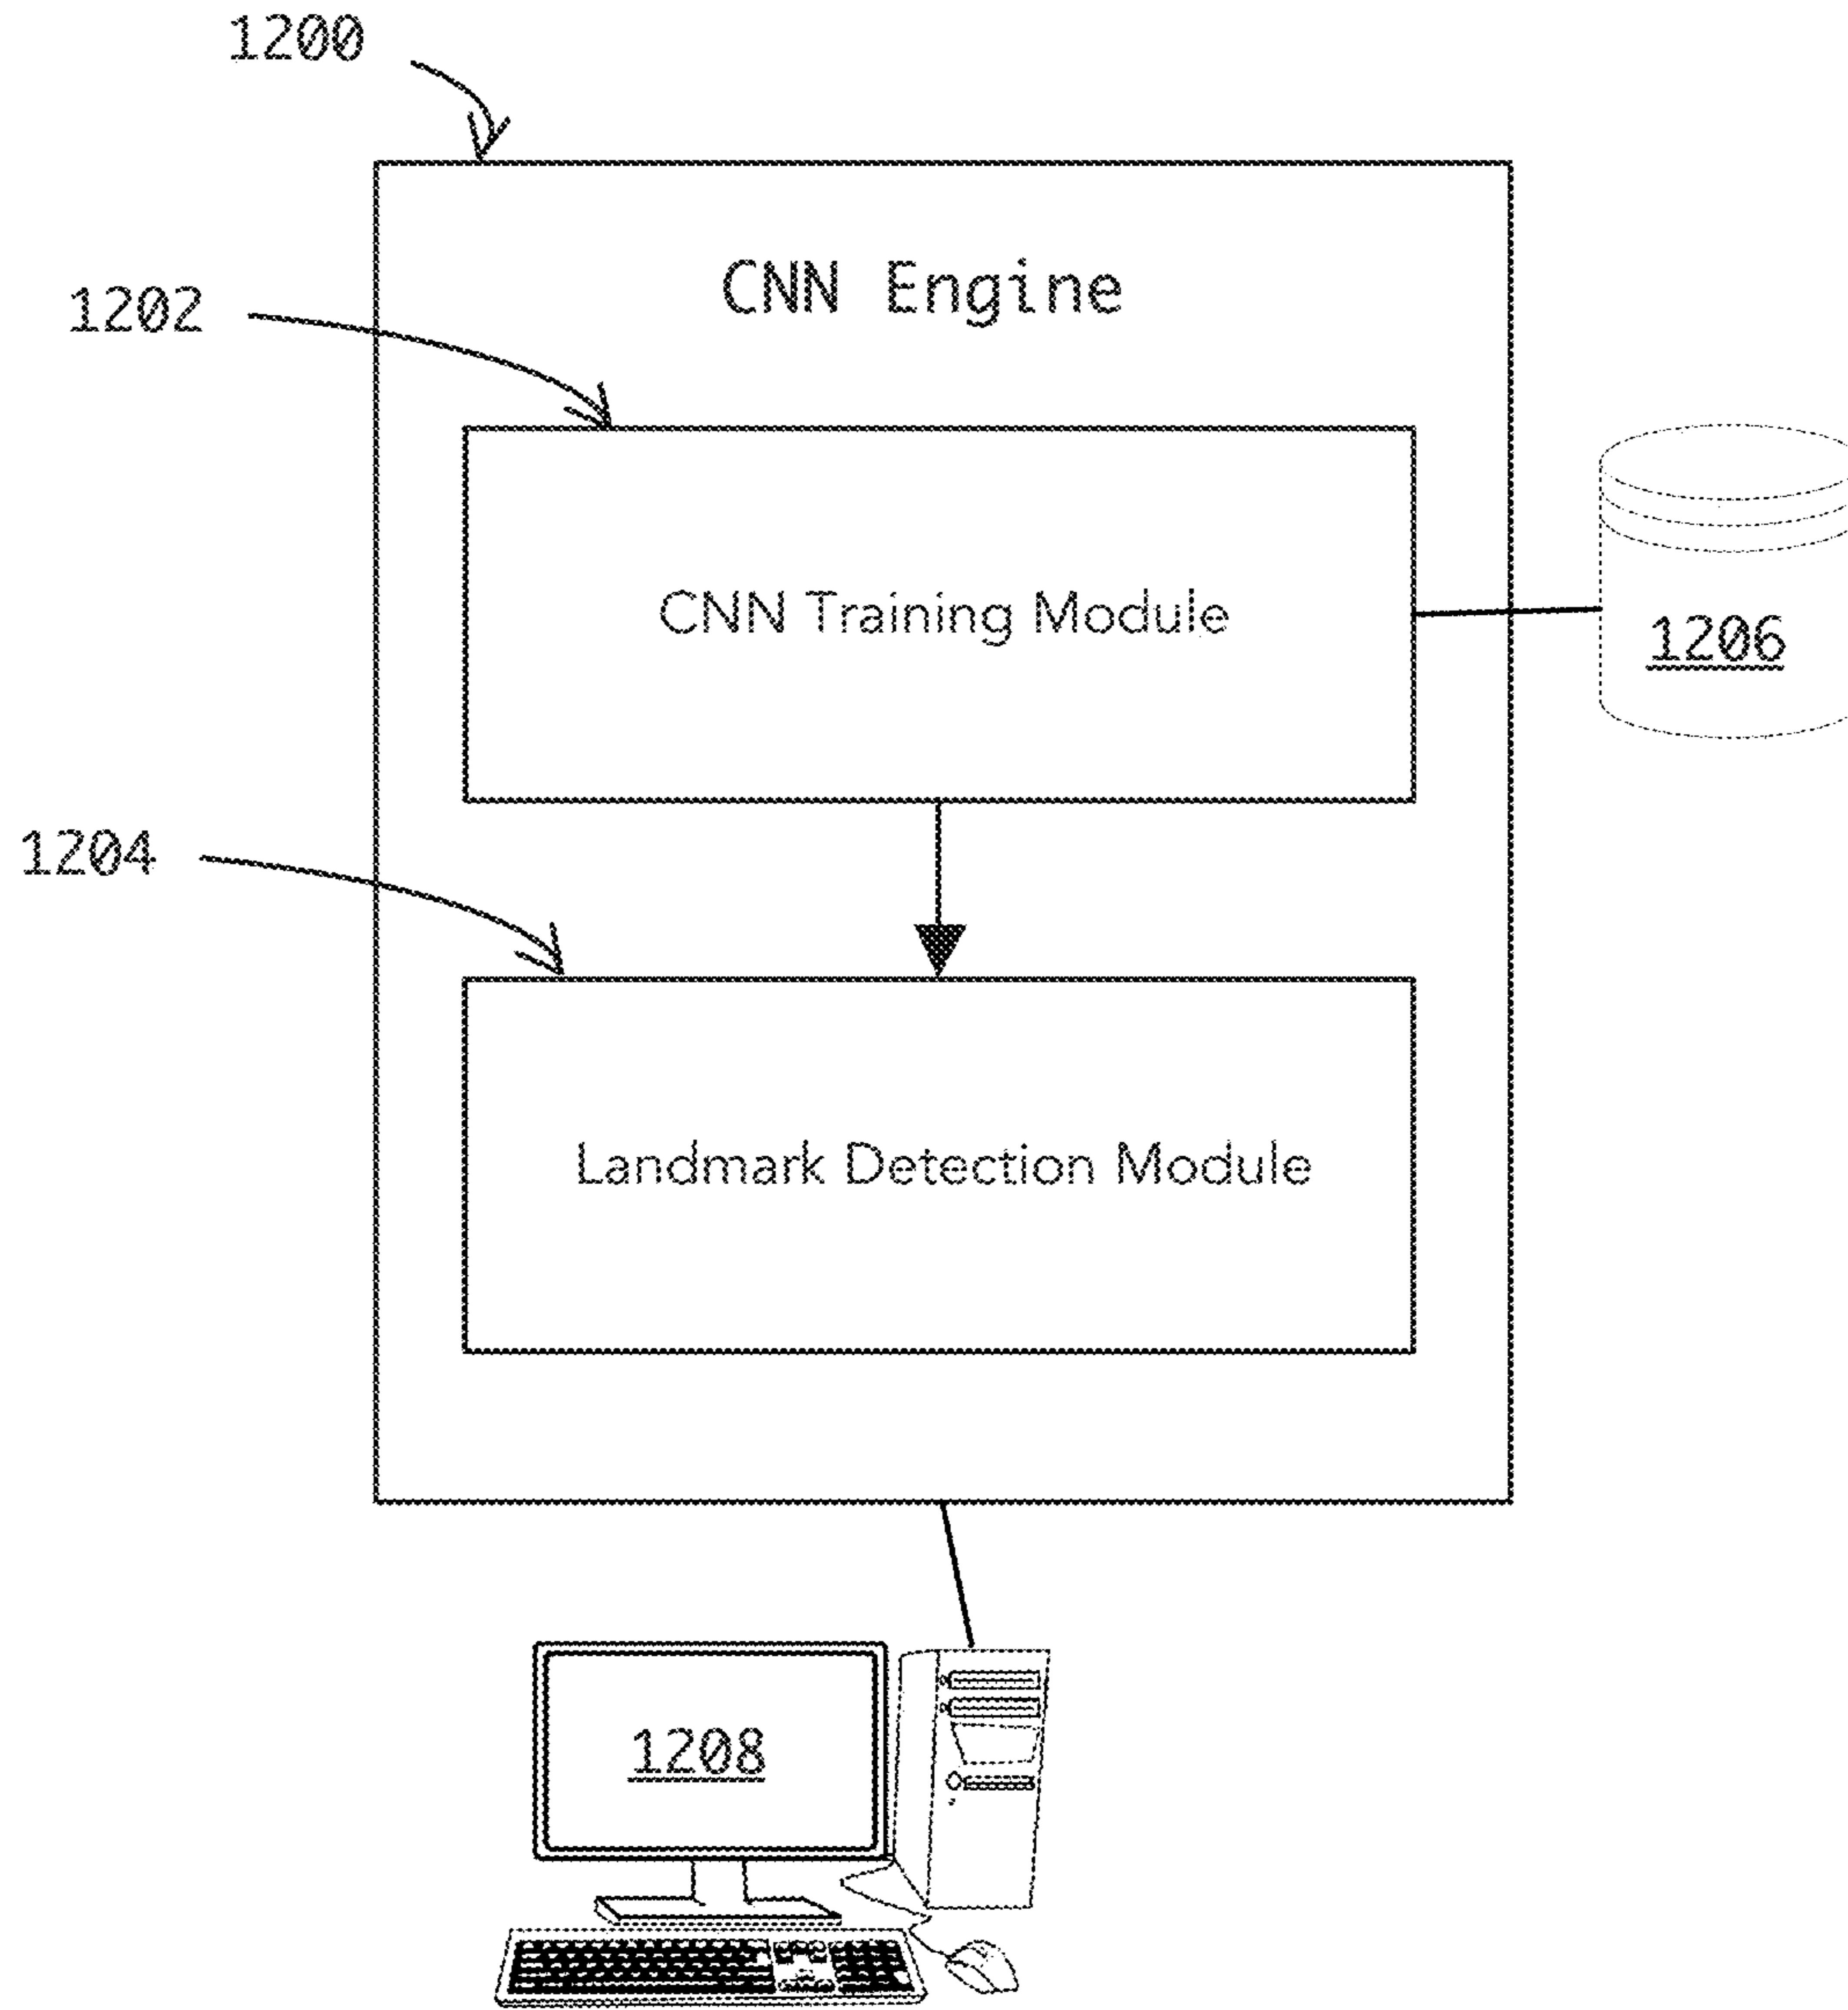 1200
CNN Engine
1202
CNN Training Module
1206
1204
Landmark Detection Module
1208